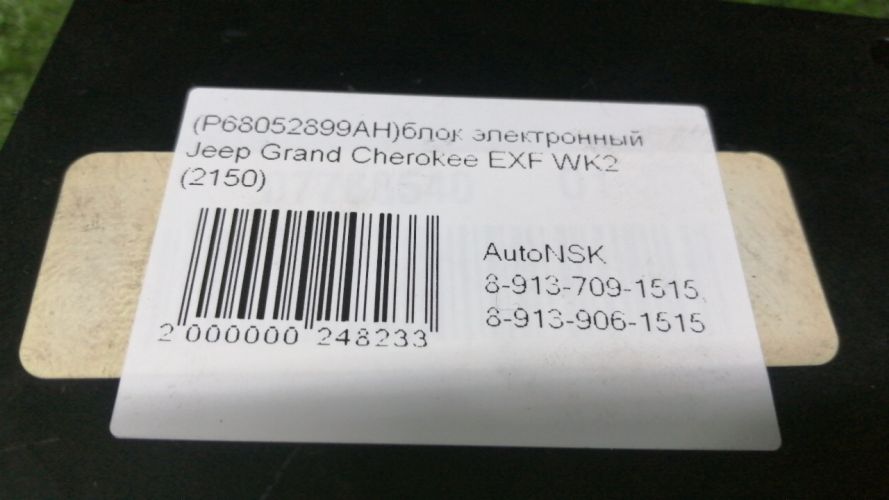 (P68052899AH)блок электронный
Jeep Grand Cherokee EXF WK2
(2150)
AutoNSK
8-913-709-1515,
8-913-906-1515
2 000000 248233